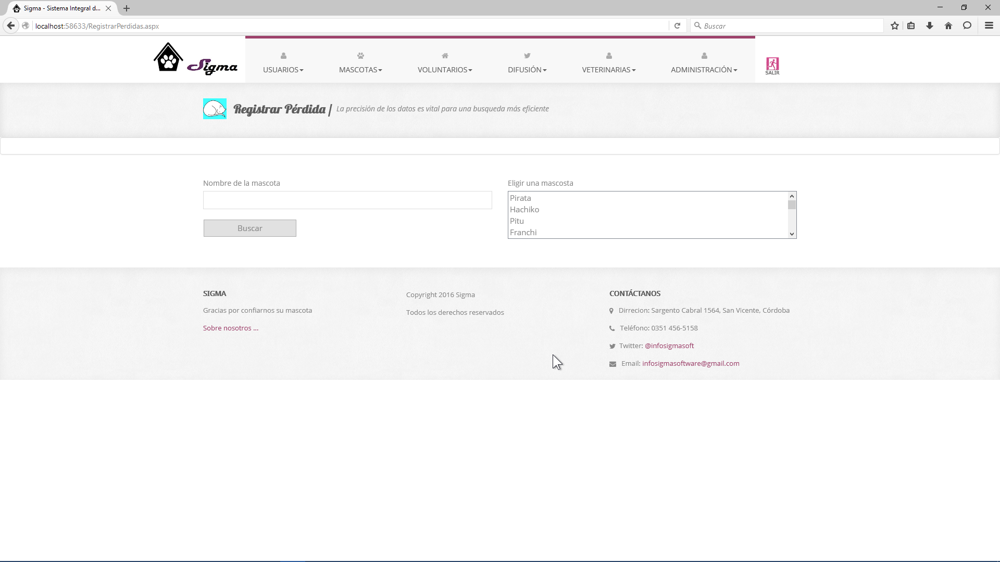 Sigma - Sistema Integral d...
localhost:58633/RegistrarPerdidas.aspx
Buscar
Sigma
USUARIOS
MASCOTAS
VOLUNTARIOS
DIFUSIÓN
VETERINARIAS
ADMINISTRACIÓN
SALIR
Registrar Pérdida / La precisión de los datos es vital para una busqueda más eficiente
Nombre de la mascota
Buscar
Eligir una mascosta
Pirata
Hachiko
Pitu
Franchi
SIGMA
Gracias por confiarnos su mascota
Sobre nosotros ...
Copyright 2016 Sigma
Todos los derechos reservados
CONTÁCTANOS
Dirrecion: Sargento Cabral 1564, San Vicente, Córdoba
Teléfono: 0351 456-5158
Twitter: @infosigmasoft
Email: infosigmasoftware@gmail.com